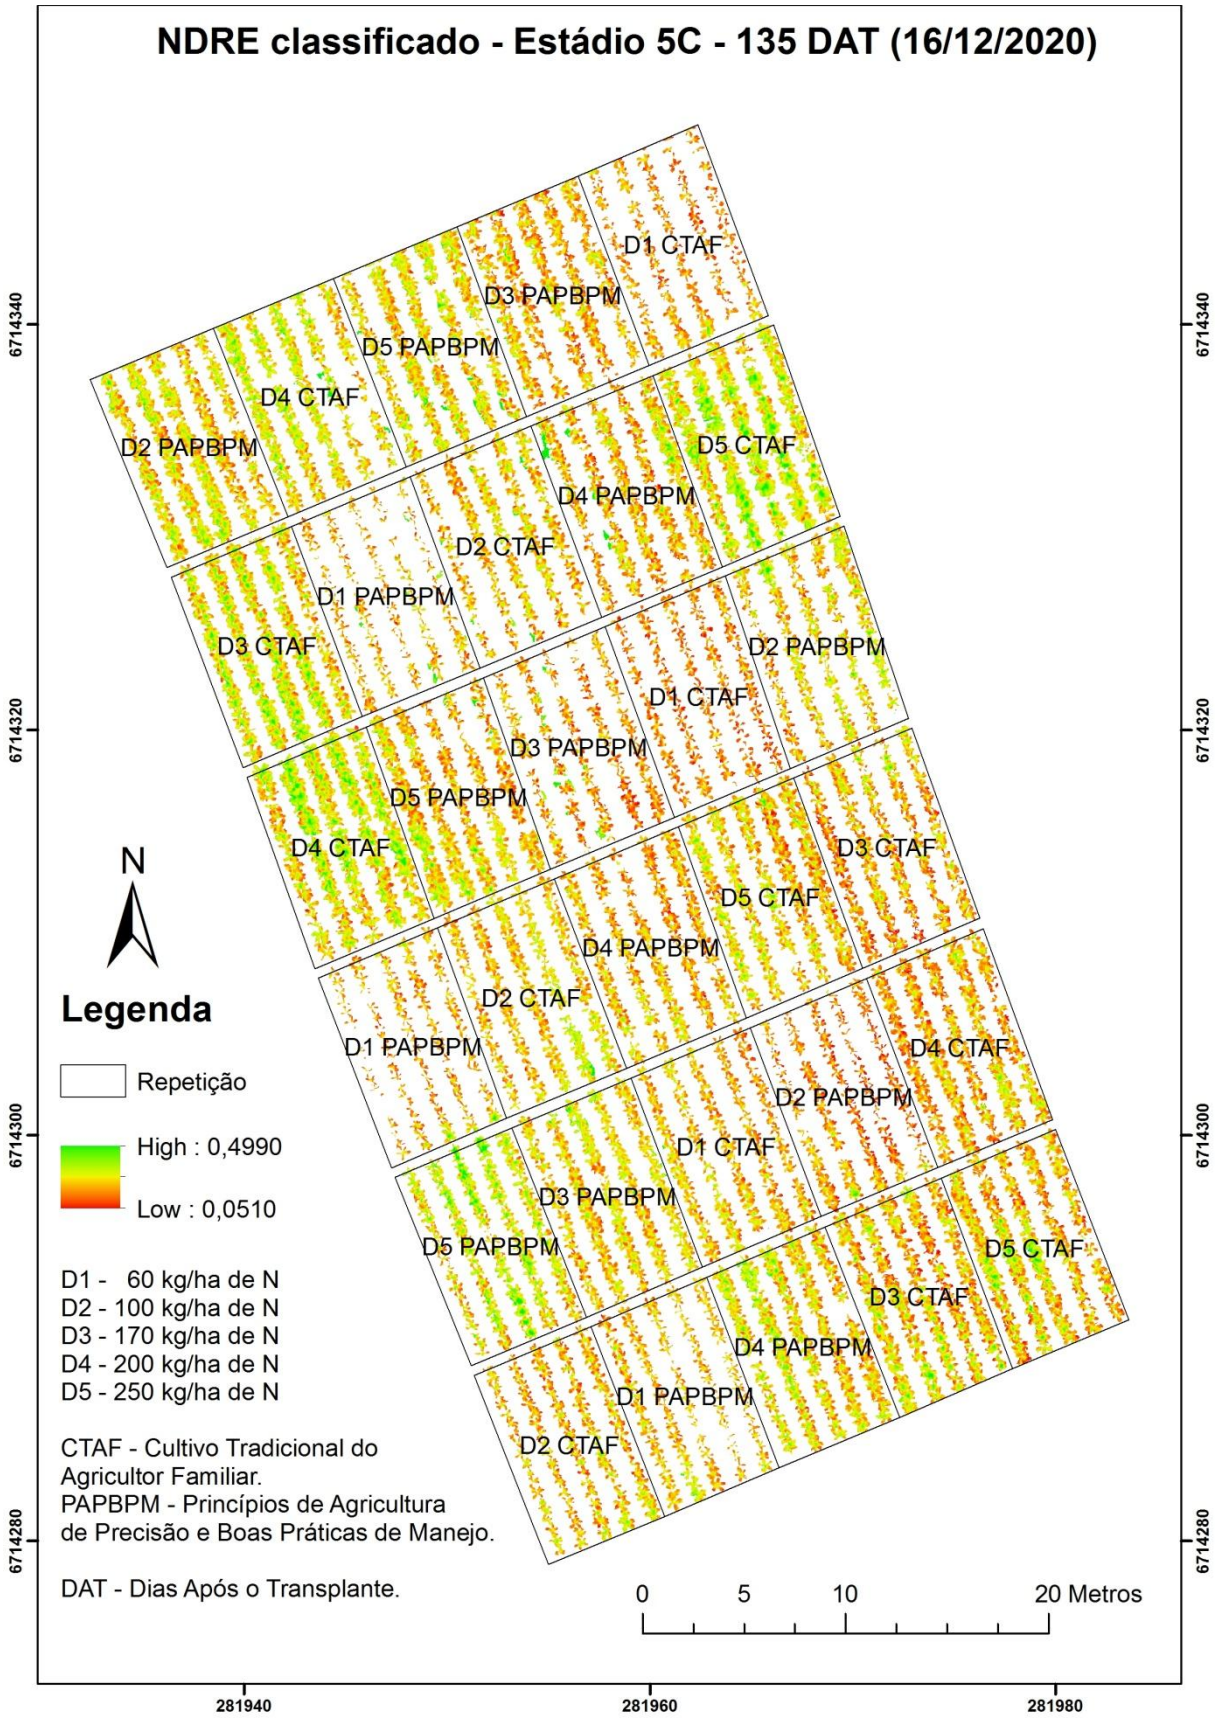 NDRE classificado - Estádio 5C - 135 DAT (16/12/2020)
D1 CTAF
D3 PAPBPM
D5 PAPBPM
D4 CTAF
D2 PAPBPM
D5 CTAF
D4 PAPBPM
D2 CTAF
D1 PAPBPM
D3 CTAF
D2 PAPBPM
D1 CTAF
D3 PAPBPM
D5 PAPBPM
D4 CTAF
D3 CTAF
D5 CTAF
D4 PAPBPM
D2 CTAF
D1 PAPBPM
D4 CTAF
D2 PAPBPM
D1 CTAF
D3 PAPBPM
D5 PAPBPM
D5 CTAF
D3 CTAF
D4 PAPBPM
D1 PAPBPM
D2 CTAF
6714340
6714320
6714300
6714280
6714340
6714320
6714300
6714280
N
Legenda
Repetição
High : 0,4990
Low : 0,0510
D1 - 60 kg/ha de N
D2 - 100 kg/ha de N
D3 - 170 kg/ha de N
D4 - 200 kg/ha de N
D5 - 250 kg/ha de N
CTAF - Cultivo Tradicional do
Agricultor Familiar.
PAPBPM - Princípios de Agricultura
de Precisão e Boas Práticas de Manejo.
DAT - Dias Após o Transplante.
0 5 10 20 Metros
281940 281960 281980